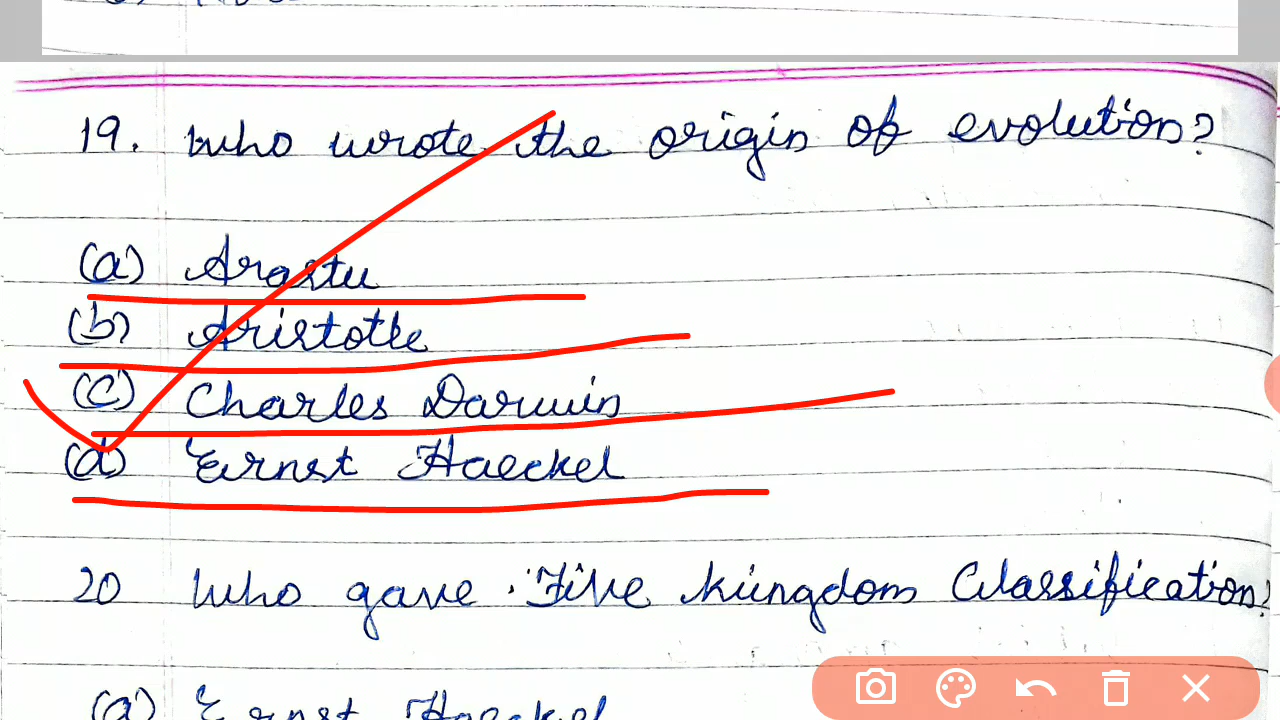 19. Who wrote the origin of evolution?
(a) Arastu
(b) Aristotle
(c) Charles Darwin
(d) Ernst Haeckel
20 Who gave Five kingdom Classification?
(a) Ernst Haeckel